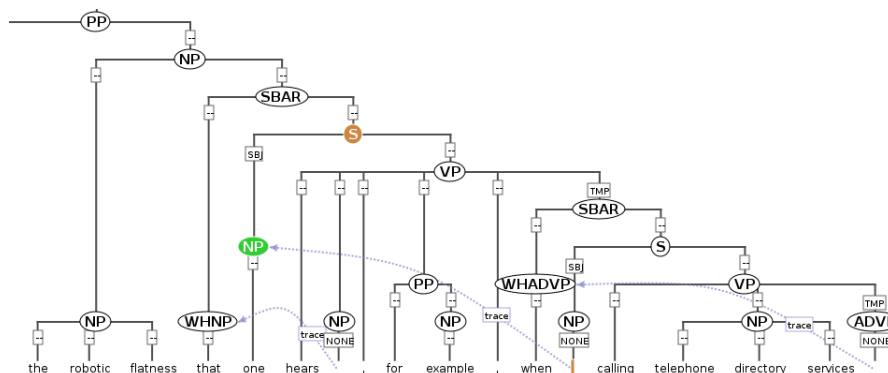 PP
--
NP
-- --
SBAR
-- --
S
SBJ --
VP
-- -- -- -- -- TMP
SBAR
-- --
NP S
-- SBJ --
PP WHADVP VP
-- -- -- -- -- TMP
NP WHNP trace NP NP trace NP NP trace
-- -- -- -- -- NONE -- -- NONE -- -- -- NONE
the robotic flatness that one hears , for example , when calling telephone directory services